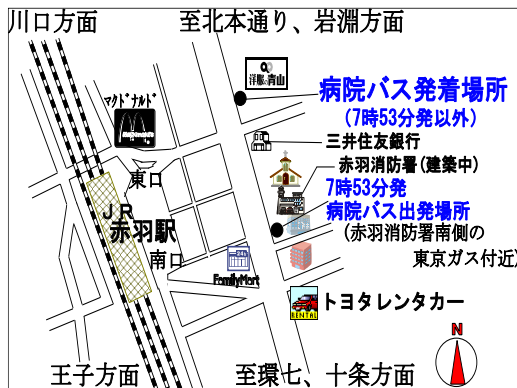 川口方面
至北本通り、岩淵方面
洋服の青山
病院バス発着場所
(7時53分発以外)
マクドナルド
三井住友銀行
赤羽消防署(建築中)
東口
7時53分発
病院バス出発場所
JR
赤羽駅
(赤羽消防署南側の
東京ガス付近)
南口
FamilyMart
トヨタレンタカー
RENTAL
N
王子方面
至環七、十条方面